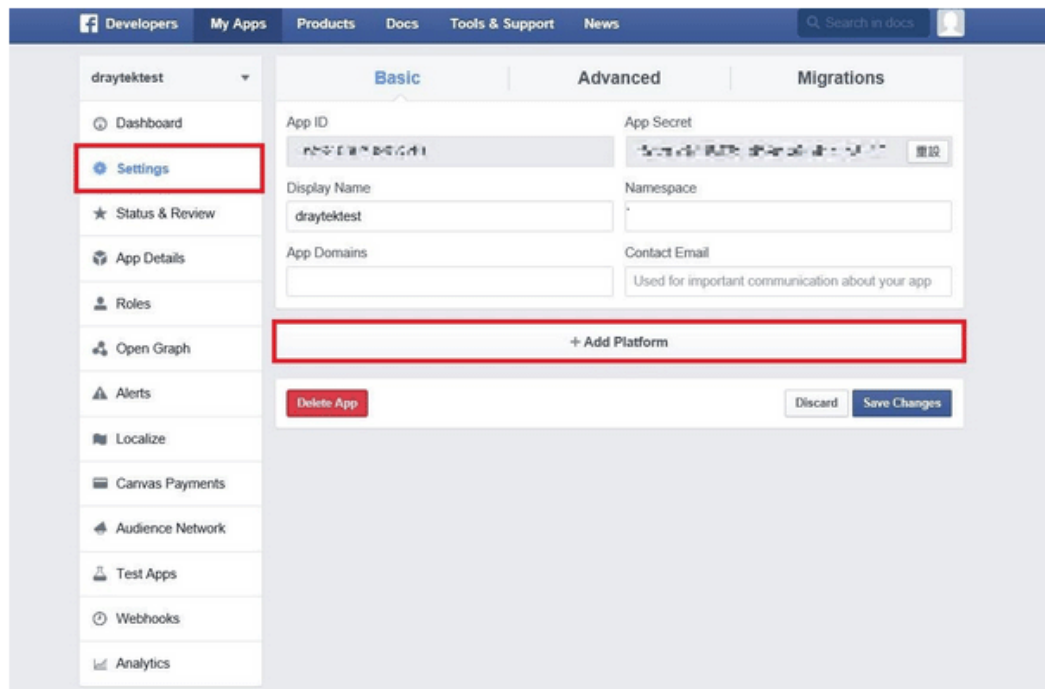 Developers My Apps Products Docs Tools & Support News Search in docs
draytektest
Basic Advanced Migrations
Dashboard
Settings
Status & Review
App Details
Roles
Open Graph
Alerts
Localize
Canvas Payments
Audience Network
Test Apps
Webhooks
Analytics
App ID
App Secret
重設
Display Name
draytektest
Namespace
App Domains
Contact Email
Used for important communication about your app
+ Add Platform
Delete App Discard Save Changes